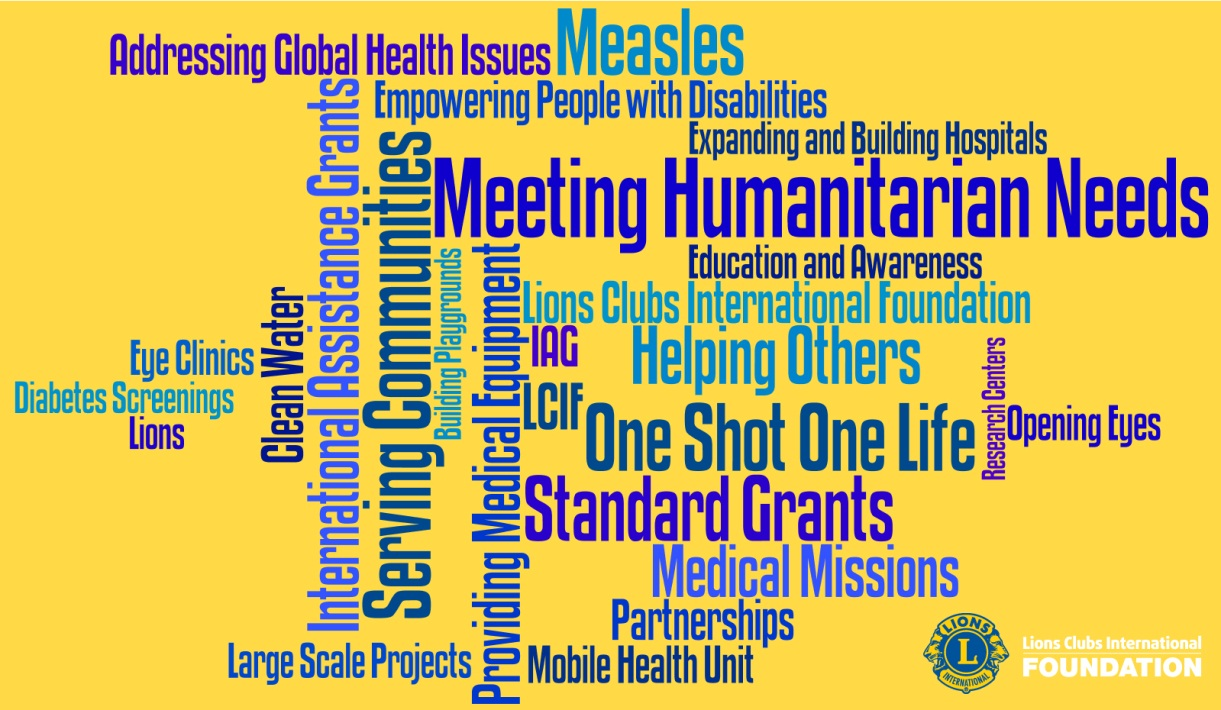 Addressing Global Health Issues
Measles
Empowering People with Disabilities
Expanding and Building Hospitals
Meeting Humanitarian Needs
International Assistance Grants
Serving Communities
Building Playgrounds
Providing Medical Equipment
Education and Awareness
Lions Clubs International Foundation
IAG
Helping Others
Clean Water
Eye Clinics
Diabetes Screenings
Lions
LCIF
One Shot One Life
Research Centers
Opening Eyes
Standard Grants
Medical Missions
Partnerships
Large Scale Projects
Mobile Health Unit
LIONS
L
INTERNATIONAL
Lions Clubs International
FOUNDATION